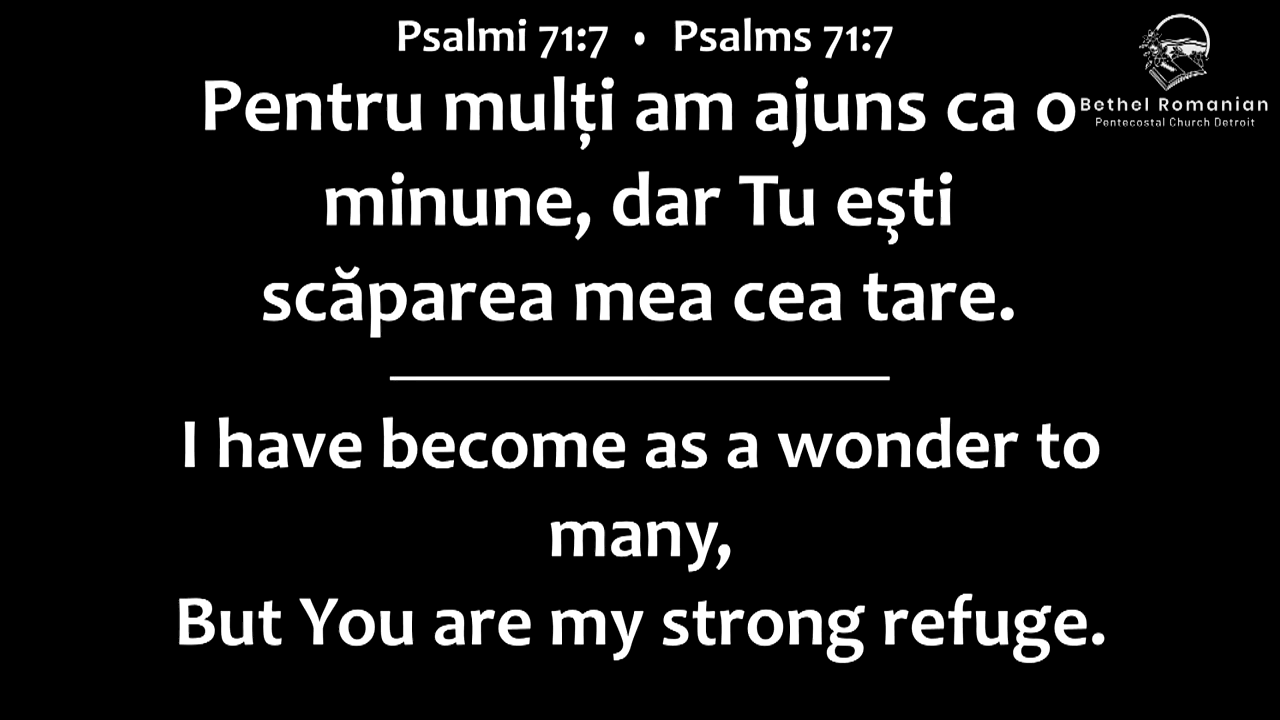 Psalmi 71:7 • Psalms 71:7
Pentru mulți am ajuns ca o
minune, dar Tu eşti
scăparea mea cea tare.
I have become as a wonder to
many,
But You are my strong refuge.
Bethel Romanian
Pentecostal Church Detroit